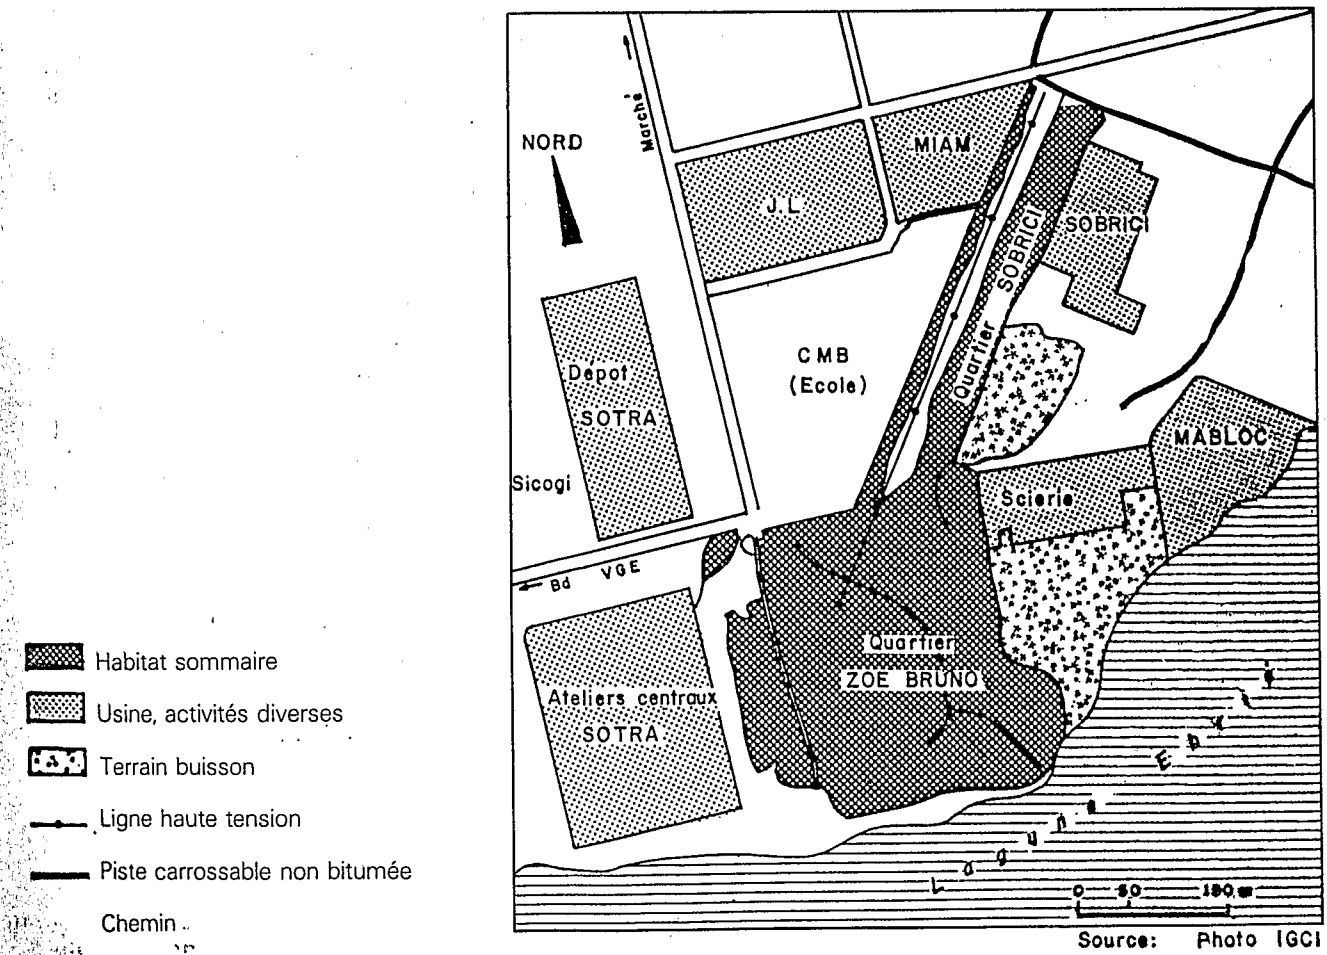 NORD
Marché
MIAM
J.L
SOBRICI
Quartier SOBRICI
CMB
(Ecole)
Dépot
SOTRA
Sicogi
MABLOC
Scierie
Bd VGE
Quartier
ZOE BRUNO
Ateliers centraux
SOTRA
Lagune Ebrié
0 50 150 m
Source: Photo IGCI
Habitat sommaire
Usine, activités diverses
Terrain buisson
Ligne haute tension
Piste carrossable non bitumée
Chemin